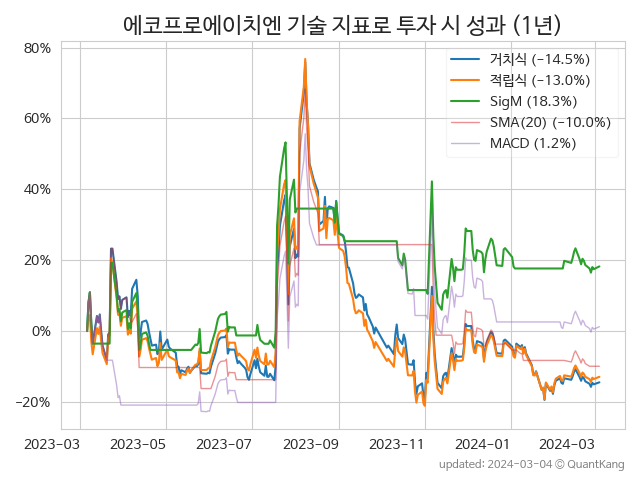 에코프로에이치엔 기술 지표로 투자 시 성과 (1년)
거치식 (−14.5%)
적립식 (−13.0%)
SigM (18.3%)
SMA(20) (−10.0%)
MACD (1.2%)
80%
60%
40%
20%
0%
−20%
2023-03 2023-05 2023-07 2023-09 2023-11 2024-01 2024-03
updated: 2024-03-04 © QuantKang